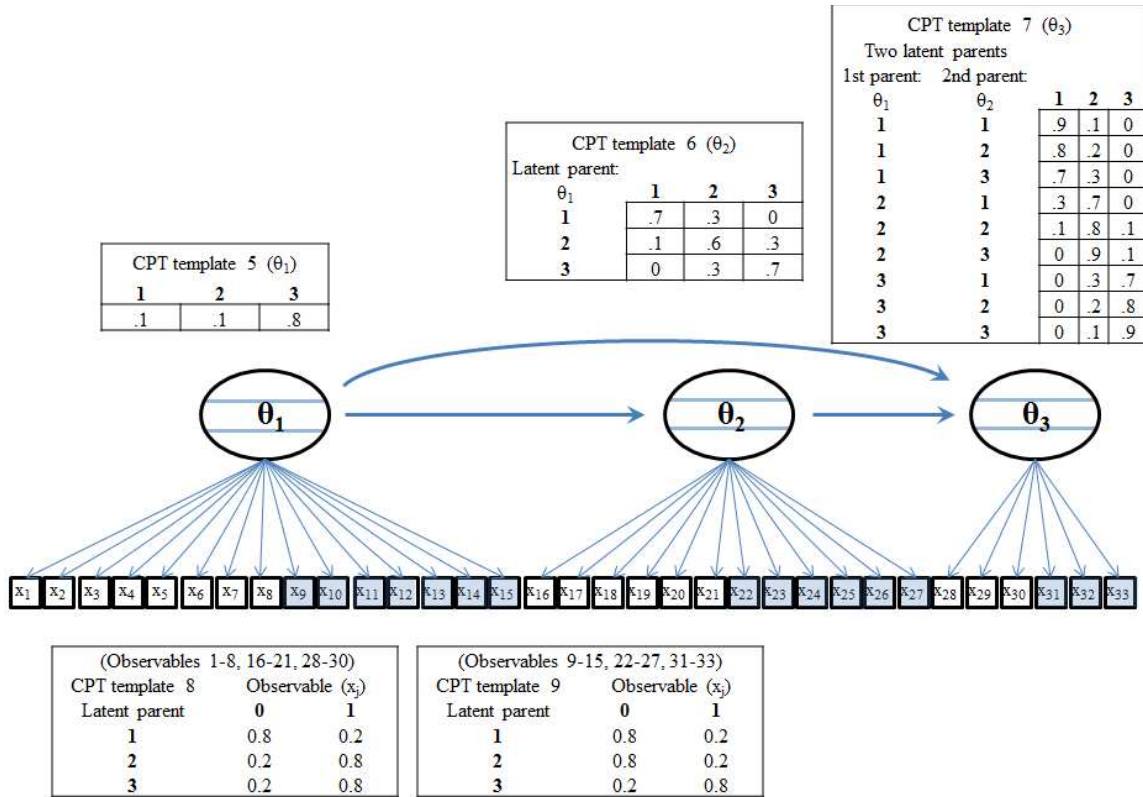 CPT template 7 (θ3)
Two latent parents
1st parent: 2nd parent:
θ1 θ2 1 2 3
1 1 .9 .1 0
1 2 .8 .2 0
1 3 .7 .3 0
2 1 .3 .7 0
2 2 .1 .8 .1
2 3 0 .9 .1
3 1 0 .3 .7
3 2 0 .2 .8
3 3 0 .1 .9
CPT template 6 (θ2)
Latent parent:
θ1 1 2 3
1 .7 .3 0
2 .1 .6 .3
3 0 .3 .7
CPT template 5 (θ1)
1 2 3
.1 .1 .8
θ1 θ2 θ3
x1 x2 x3 x4 x5 x6 x7 x8 x9 x10 x11 x12 x13 x14 x15 x16 x17 x18 x19 x20 x21 x22 x23 x24 x25 x26 x27 x28 x29 x30 x31 x32 x33
(Observables 1-8, 16-21, 28-30)
CPT template 8 Observable (xj)
Latent parent 0 1
1 0.8 0.2
2 0.2 0.8
3 0.2 0.8
(Observables 9-15, 22-27, 31-33)
CPT template 9 Observable (xj)
Latent parent 0 1
1 0.8 0.2
2 0.8 0.2
3 0.2 0.8